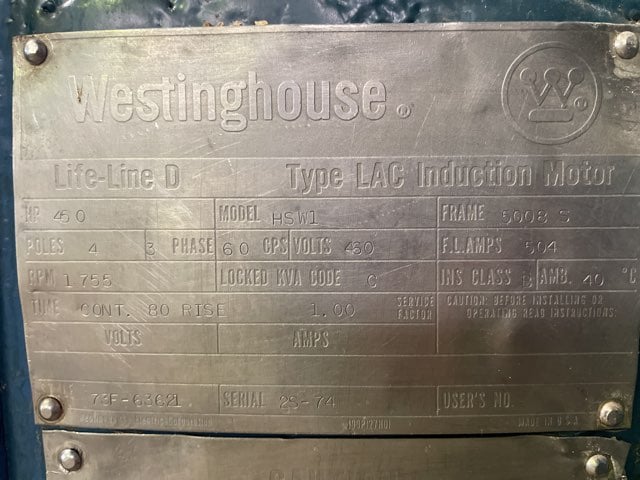 Westinghouse®
W ®
Life-Line D Type LAC Induction Motor
HP 450 MODEL HSW1 FRAME 5008 S
POLES 4 3 PHASE 60 CPS VOLTS 460 F.L. AMPS 504
RPM 1755 LOCKED KVA CODE G INS CLASS B AMB. 40 °C
TIME CONT. 80 RISE 1.00 SERVICE FACTOR CAUTION: BEFORE INSTALLING OR OPERATING READ INSTRUCTIONS.
VOLTS AMPS
73F-63621 SERIAL 2S-74 USER'S NO.
MADE IN U.S.A.